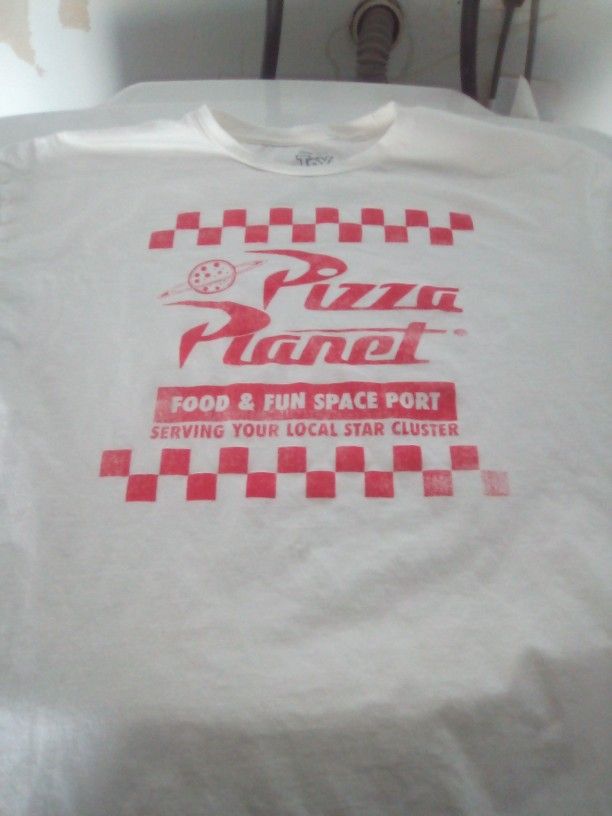 Pizza
Planet
FOOD & FUN SPACE PORT
SERVING YOUR LOCAL STAR CLUSTER